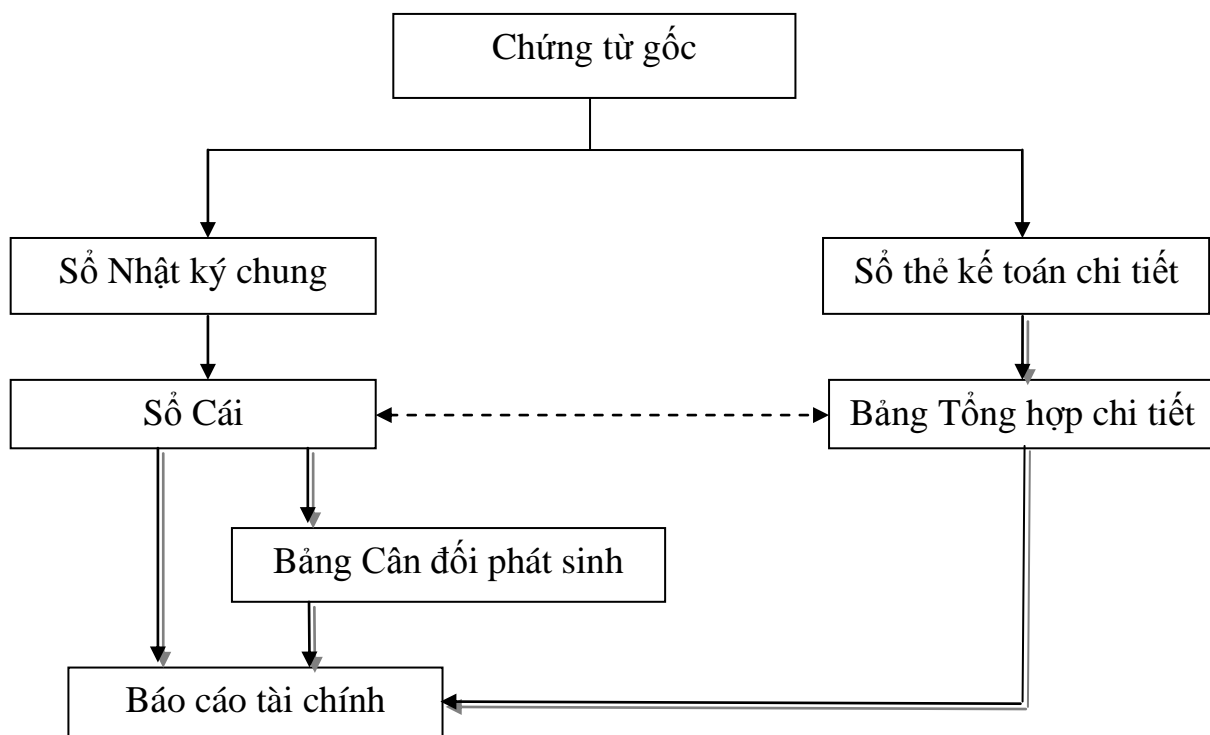 Chứng từ gốc
Sổ Nhật ký chung
Sổ thẻ kế toán chi tiết
Sổ Cái
Bảng Tổng hợp chi tiết
Bảng Cân đối phát sinh
Báo cáo tài chính